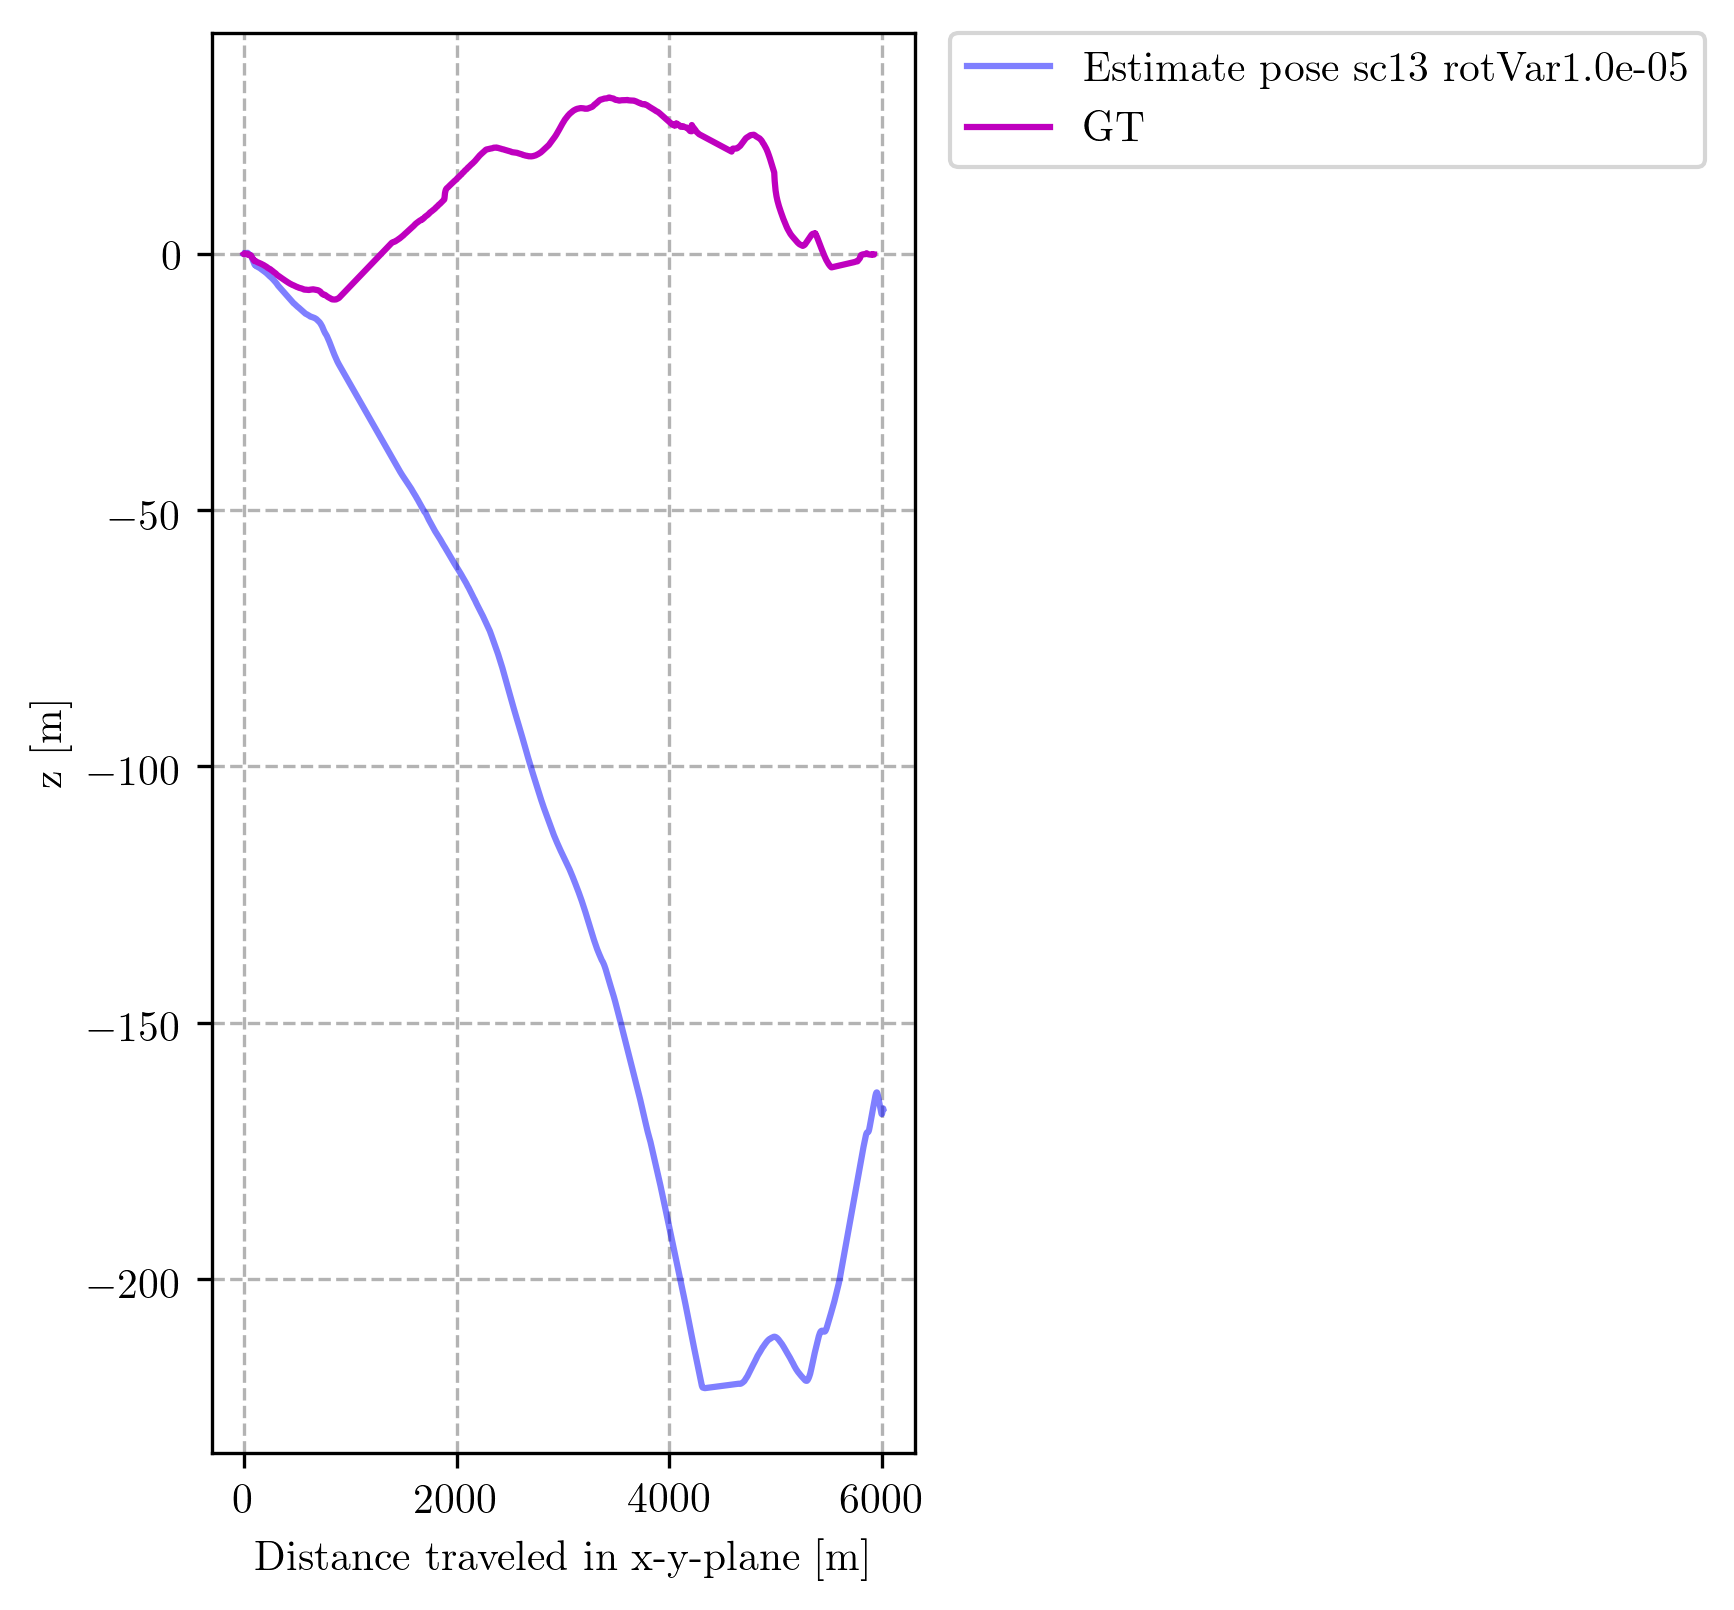 Estimate pose sc13 rotVar1.0e-05
GT
0
−50
−100
−150
−200
z [m]
0 2000 4000 6000
Distance traveled in x-y-plane [m]